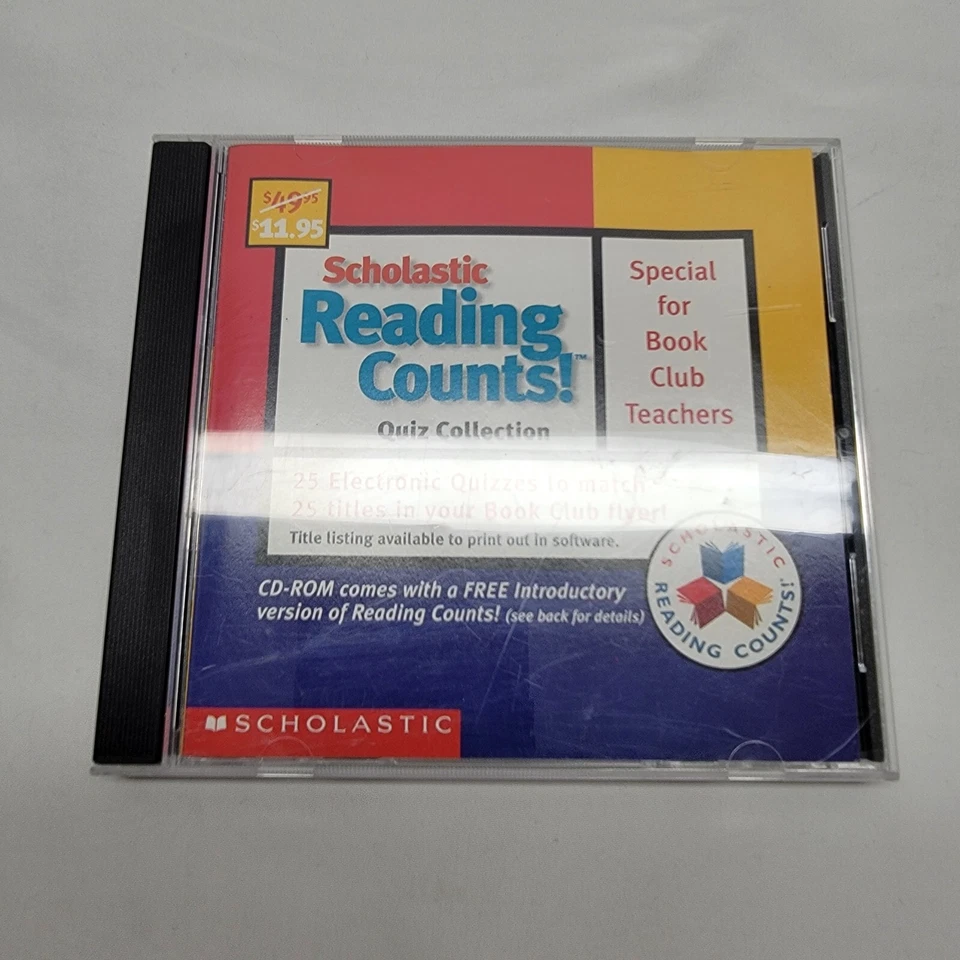 $49.95
$11.95
Scholastic
Reading
Counts!™
Quiz Collection
25 Electronic Quizzes to match
25 titles in your Book Club flyer!
Title listing available to print out in software.
Special
for
Book
Club
Teachers
CD-ROM comes with a FREE Introductory
version of Reading Counts! (see back for details)
SCHOLASTIC
READING COUNTS!
SCHOLASTIC